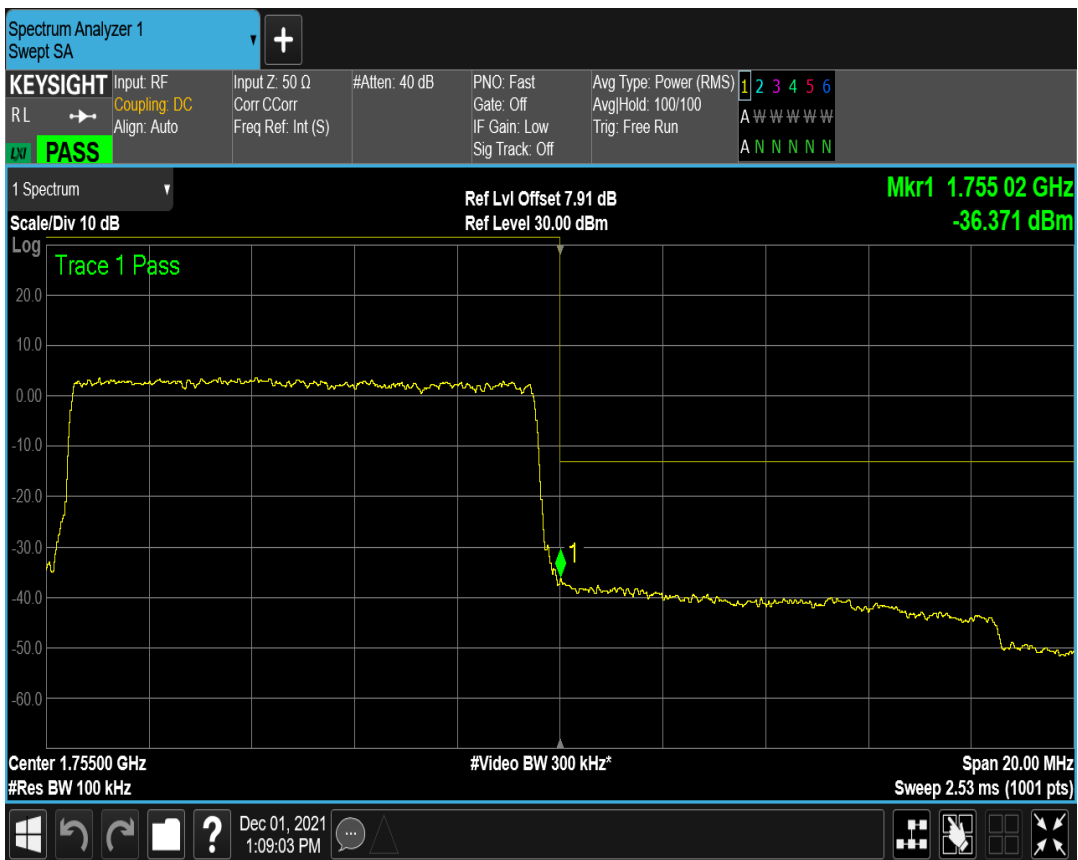 Spectrum Analyzer 1
Swept SA
+
KEYSIGHT
R L
LXI PASS
Input: RF
Coupling: DC
Align: Auto
Input Z: 50 Ω
Corr CCorr
Freq Ref: Int (S)
#Atten: 40 dB
PNO: Fast
Gate: Off
IF Gain: Low
Sig Track: Off
Avg Type: Power (RMS)
Avg|Hold: 100/100
Trig: Free Run
1 2 3 4 5 6
A W W W W W
A N N N N N
1 Spectrum
Scale/Div 10 dB
Ref Lvl Offset 7.91 dB
Ref Level 30.00 dBm
Mkr1 1.755 02 GHz
-36.371 dBm
Log
Trace 1 Pass
20.0
10.0
0.00
-10.0
-20.0
-30.0
1
-40.0
-50.0
-60.0
Center 1.75500 GHz
#Res BW 100 kHz
#Video BW 300 kHz*
Span 20.00 MHz
Sweep 2.53 ms (1001 pts)
?
Dec 01, 2021
1:09:03 PM